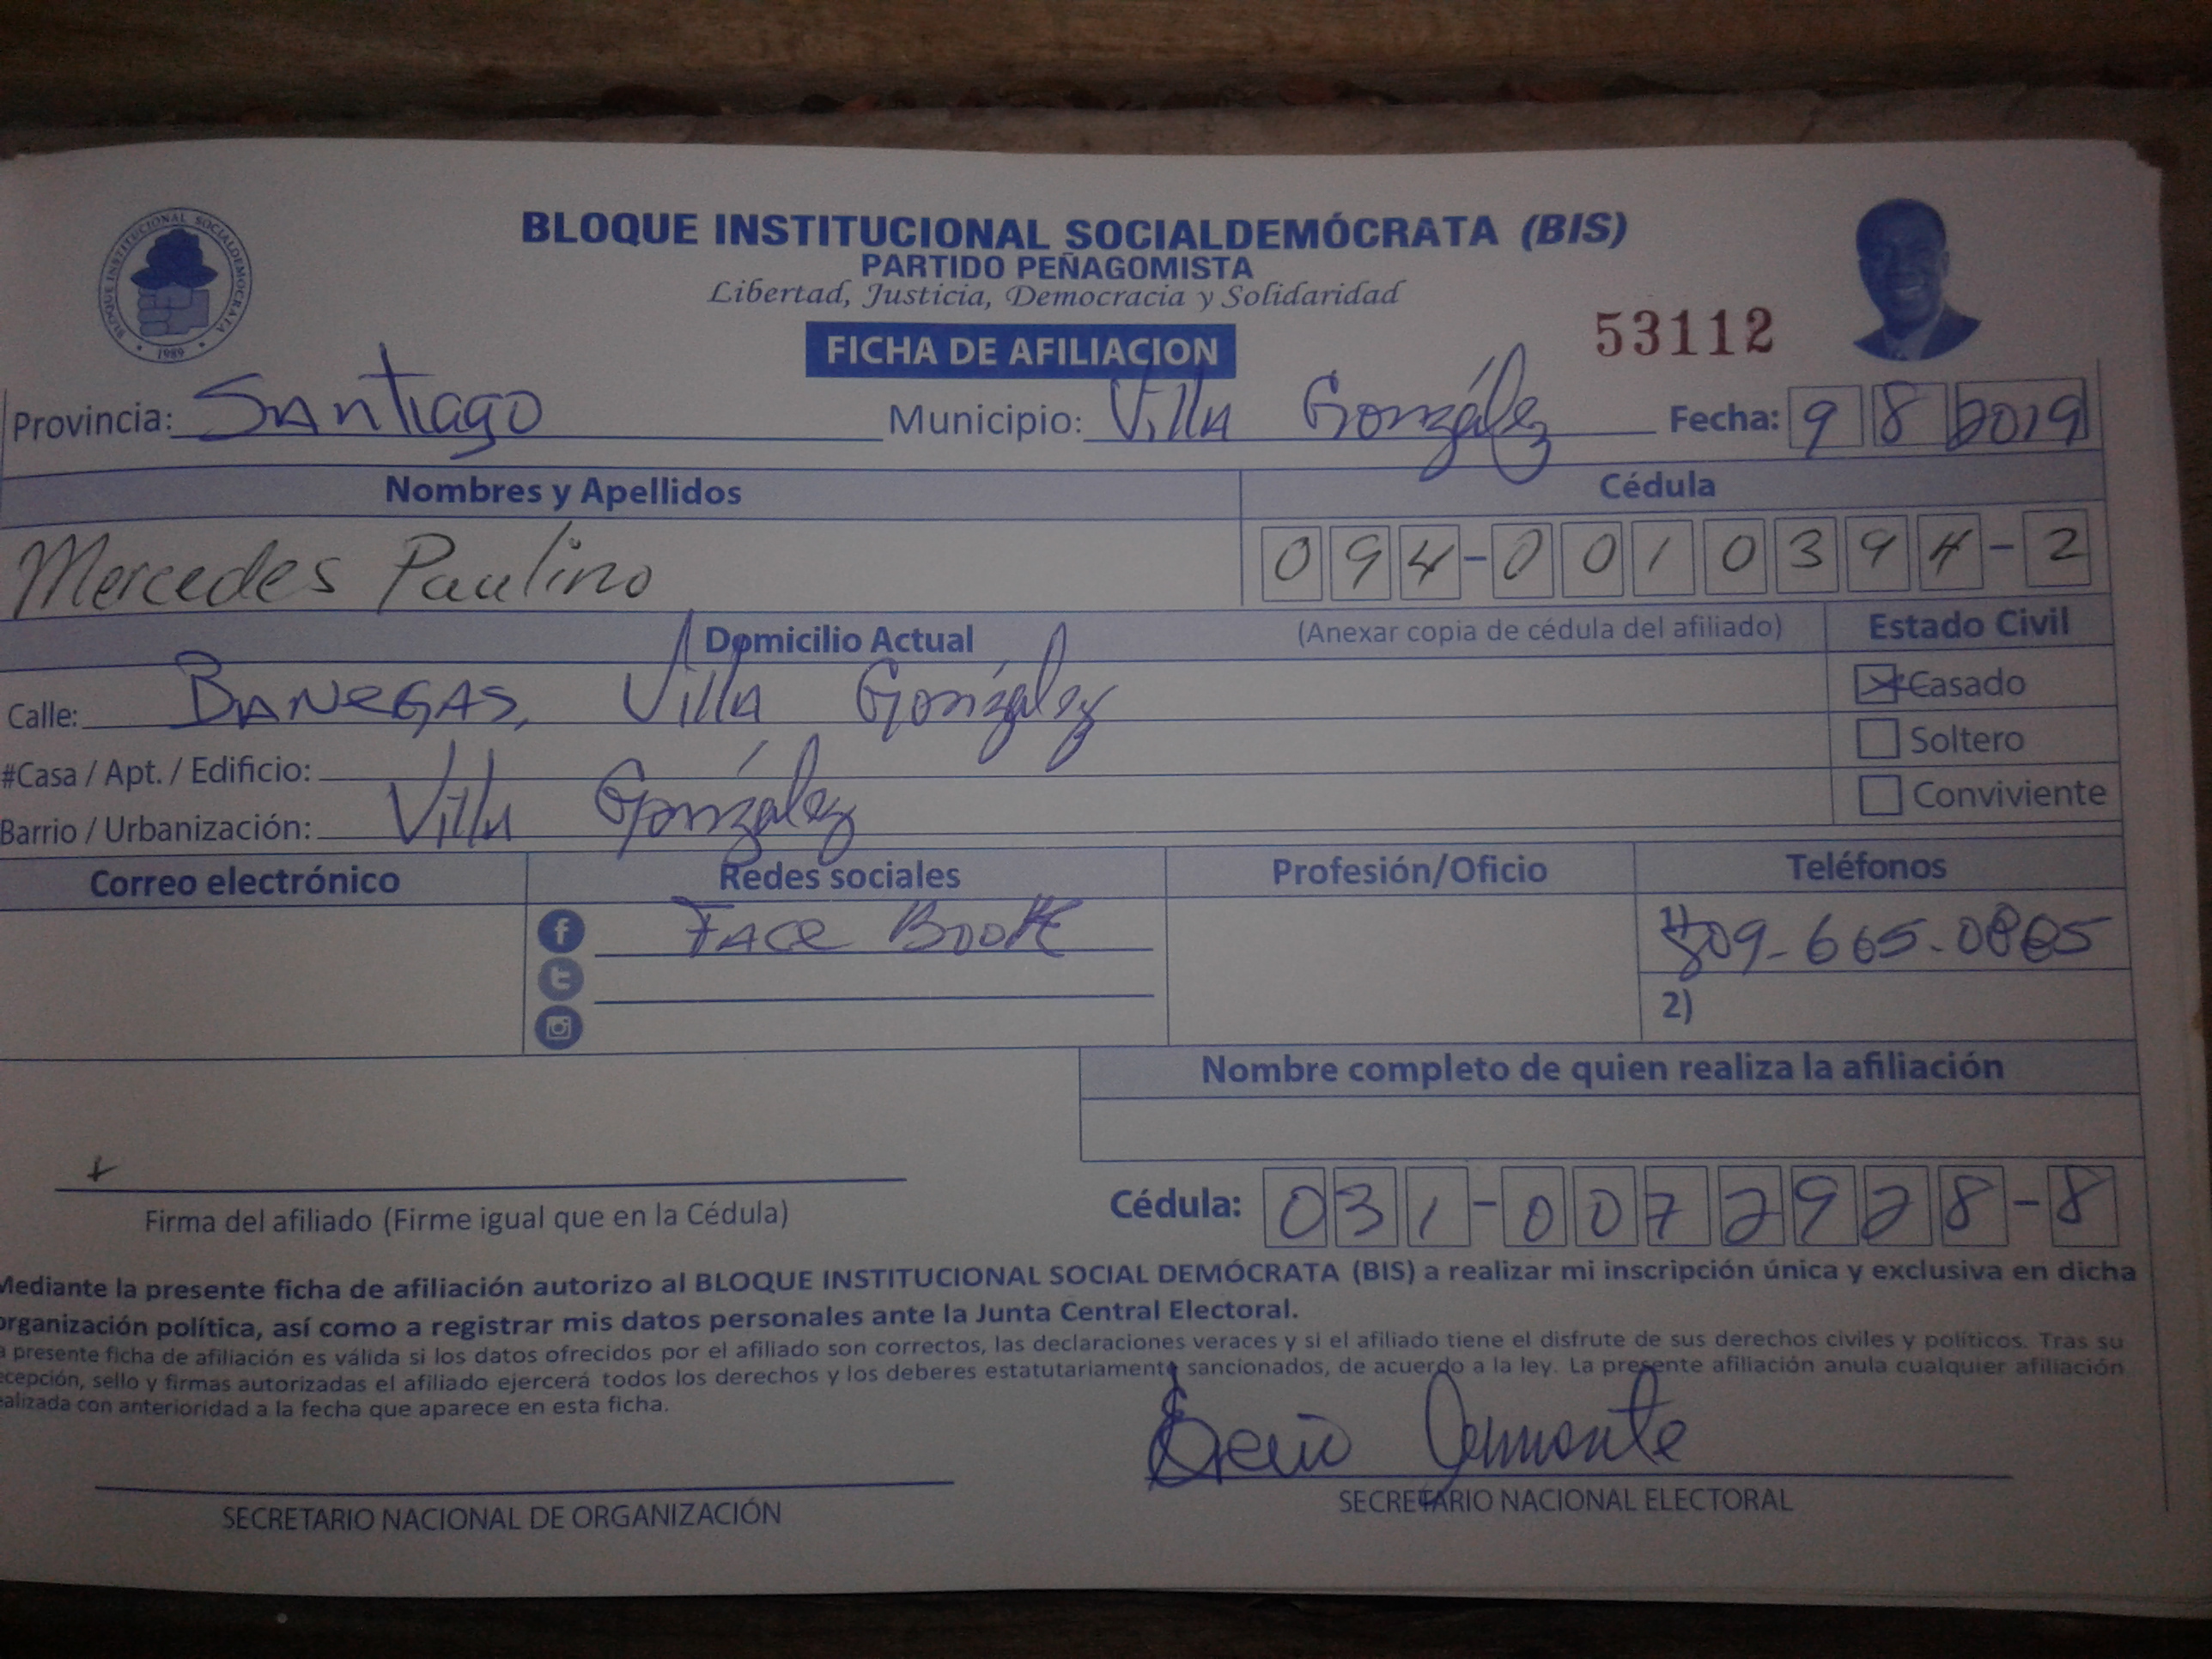 BLOQUE INSTITUCIONAL SOCIALDEMOCRATA
1989
BLOQUE INSTITUCIONAL SOCIALDEMÓCRATA (BIS)
PARTIDO PEÑAGOMISTA
Libertad, Justicia, Democracia y Solidaridad
FICHA DE AFILIACION
53112
Provincia: Santiago Municipio: Villa González Fecha: 9 8 2019
Nombres y Apellidos Cédula
Mercedes Paulino 094-0010394-2
Domicilio Actual (Anexar copia de cédula del afiliado) Estado Civil
Calle: BANEGAS, Villa González Casado
#Casa / Apt. / Edificio: Soltero
Barrio / Urbanización: Villa González Conviviente
Correo electrónico Redes sociales Profesión/Oficio Teléfonos
Face Book 1) 809-665-0865
2)
Nombre completo de quien realiza la afiliación
Firma del afiliado (Firme igual que en la Cédula) Cédula: 031-0072928-8
Mediante la presente ficha de afiliación autorizo al BLOQUE INSTITUCIONAL SOCIAL DEMÓCRATA (BIS) a realizar mi inscripción única y exclusiva en dicha
organización política, así como a registrar mis datos personales ante la Junta Central Electoral.
a presente ficha de afiliación es válida si los datos ofrecidos por el afiliado son correctos, las declaraciones veraces y si el afiliado tiene el disfrute de sus derechos civiles y políticos. Tras su
ecepción, sello y firmas autorizadas el afiliado ejercerá todos los derechos y los deberes estatutariamente sancionados, de acuerdo a la ley. La presente afiliación anula cualquier afiliación
ealizada con anterioridad a la fecha que aparece en esta ficha.
SECRETARIO NACIONAL DE ORGANIZACIÓN SECRETARIO NACIONAL ELECTORAL